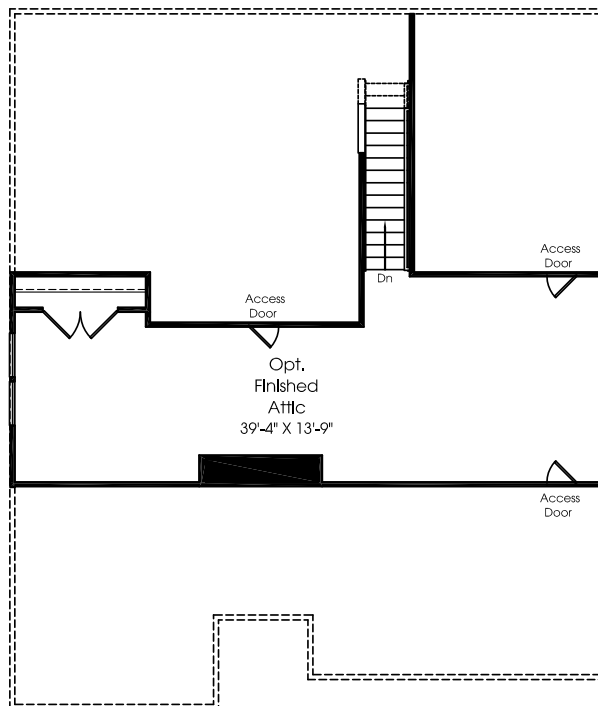 Access
Door
Dn
Access
Door
Opt.
Finished
Attic
39'-4" X 13'-9"
Access
Door